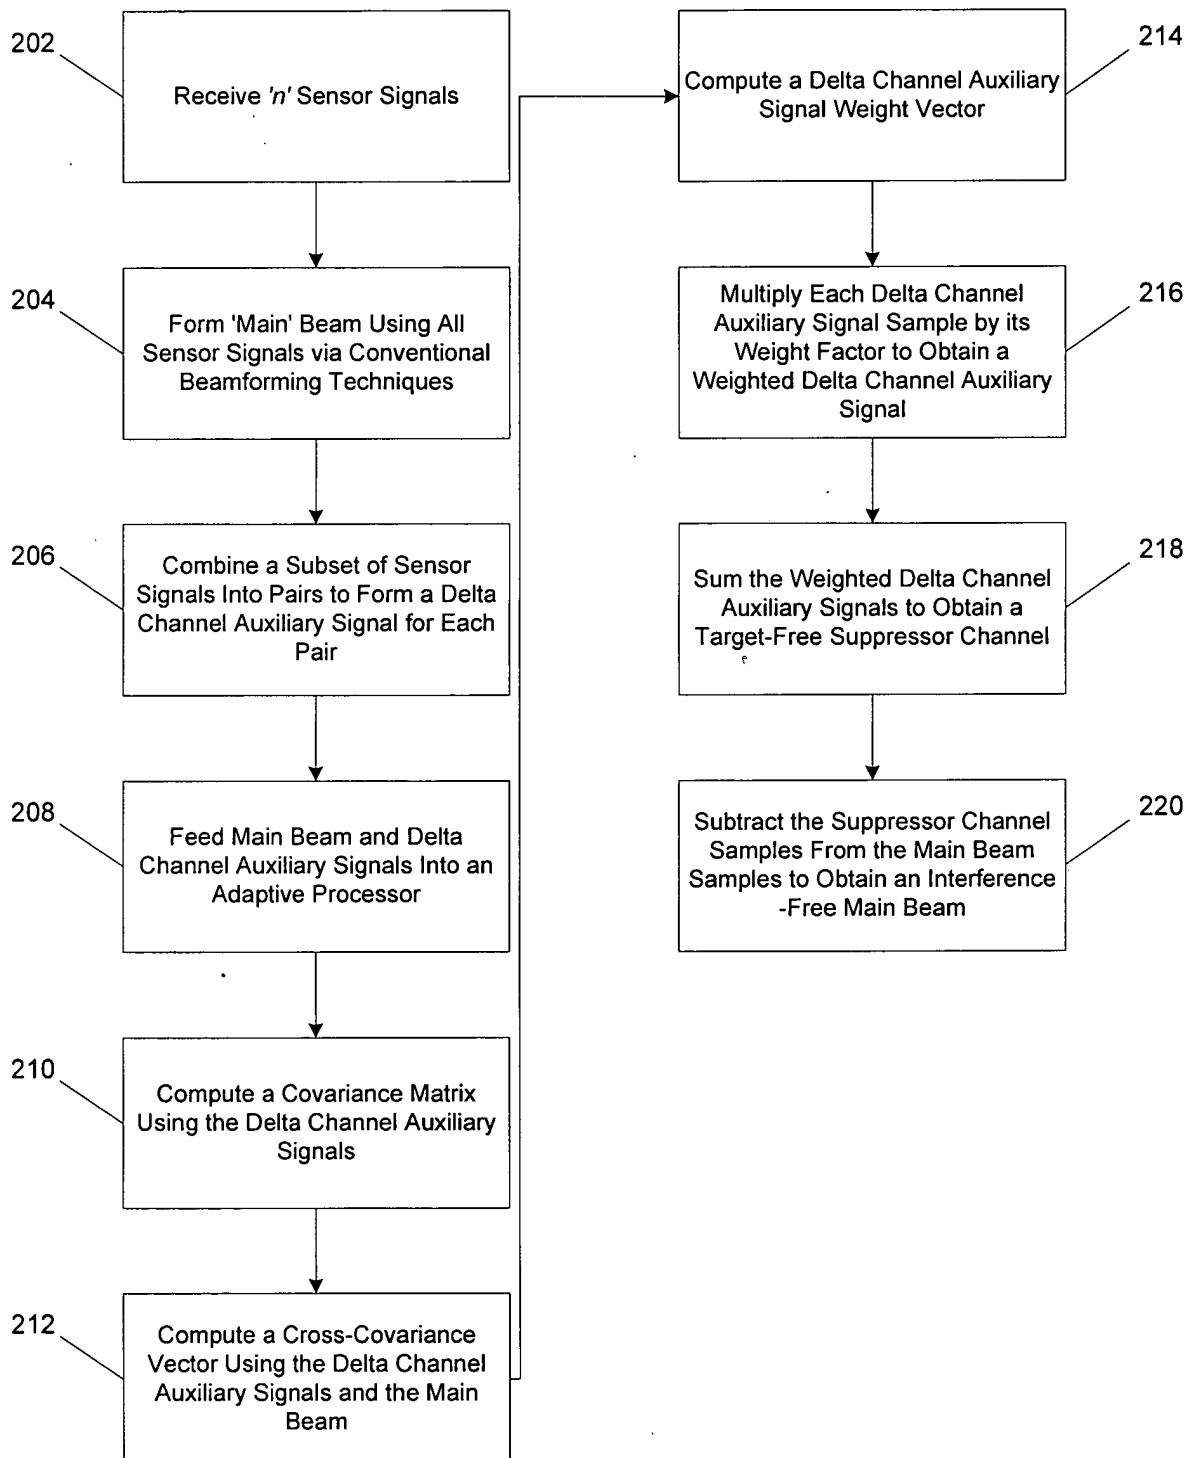 202
Receive 'n' Sensor Signals
204
Form 'Main' Beam Using All
Sensor Signals via Conventional
Beamforming Techniques
206
Combine a Subset of Sensor
Signals Into Pairs to Form a Delta
Channel Auxiliary Signal for Each
Pair
208
Feed Main Beam and Delta
Channel Auxiliary Signals Into an
Adaptive Processor
210
Compute a Covariance Matrix
Using the Delta Channel Auxiliary
Signals
212
Compute a Cross-Covariance
Vector Using the Delta Channel
Auxiliary Signals and the Main
Beam
214
Compute a Delta Channel Auxiliary
Signal Weight Vector
216
Multiply Each Delta Channel
Auxiliary Signal Sample by its
Weight Factor to Obtain a
Weighted Delta Channel Auxiliary
Signal
218
Sum the Weighted Delta Channel
Auxiliary Signals to Obtain a
Target-Free Suppressor Channel
220
Subtract the Suppressor Channel
Samples From the Main Beam
Samples to Obtain an Interference
-Free Main Beam